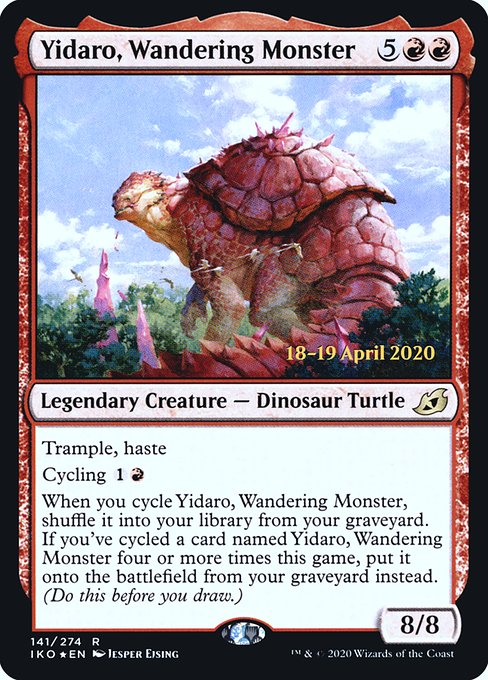 Yidaro, Wandering Monster 5
18-19 April 2020
Legendary Creature — Dinosaur Turtle
Trample, haste
Cycling 1
When you cycle Yidaro, Wandering Monster,
shuffle it into your library from your graveyard.
If you've cycled a card named Yidaro, Wandering
Monster four or more times this game, put it
onto the battlefield from your graveyard instead.
(Do this before you draw.)
8/8
141/274 R
IKO ★ EN Jesper Eising
™ & © 2020 Wizards of the Coast